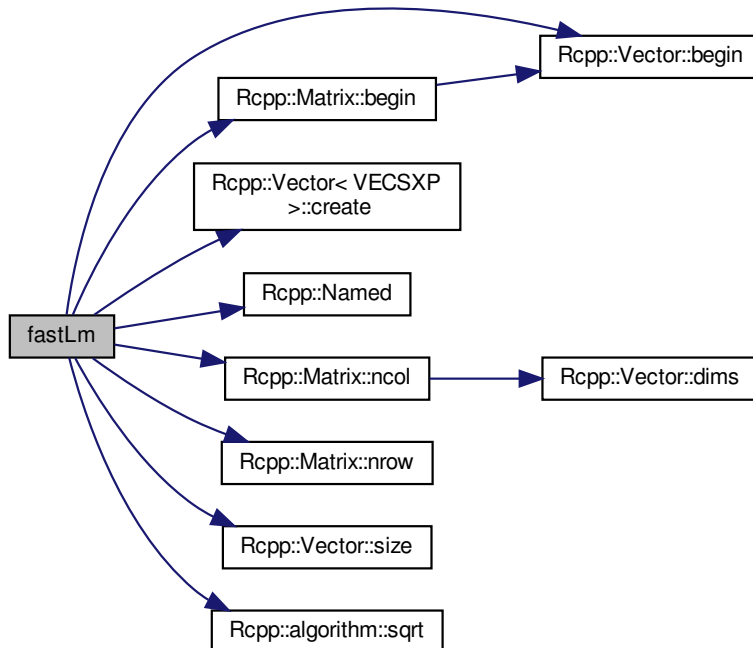 Rcpp::Vector::begin
Rcpp::Matrix::begin
Rcpp::Vector< VECSXP
>::create
Rcpp::Named
fastLm
Rcpp::Matrix::ncol
Rcpp::Vector::dims
Rcpp::Matrix::nrow
Rcpp::Vector::size
Rcpp::algorithm::sqrt